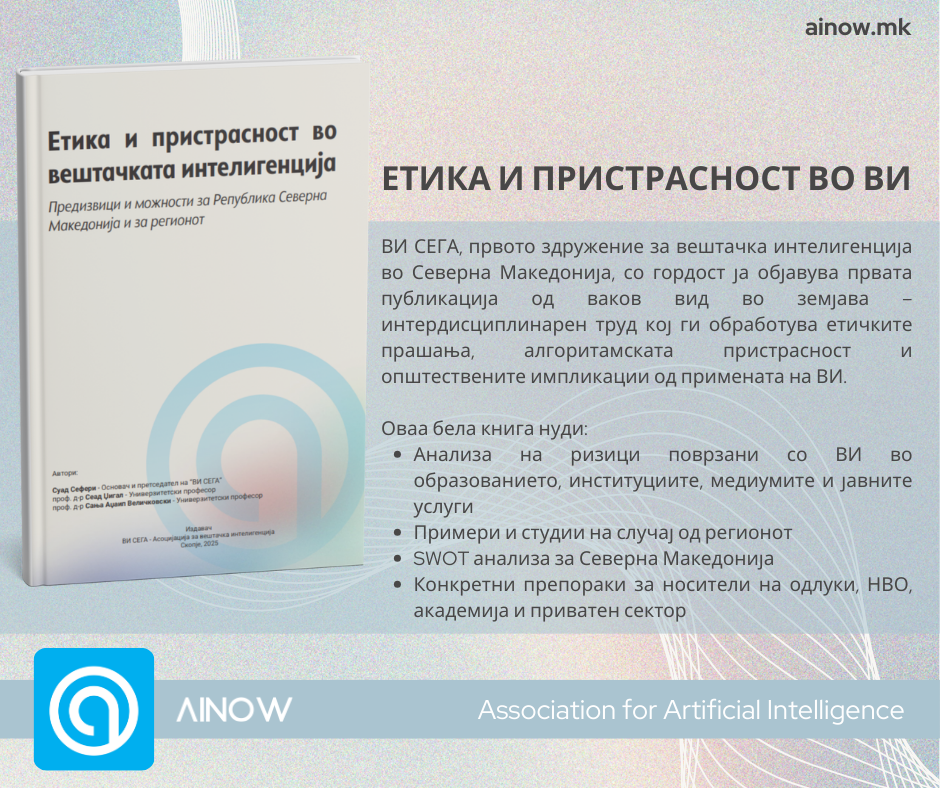 ainow.mk
Етика и пристрасност во
вештачката интелигенција
Предизвици и можности за Република Северна
Македонија и за регионот
Автори:
Суад Сефери - Основач и претседател на "ВИ СЕГА"
проф. д-р Сеад Џигал - Универзитетски професор
проф. д-р Сања Аџаип Величковски - Универзитетски професор
Издавач
ВИ СЕГА - Асоцијација за вештачка интелигенција
Скопје, 2025
ЕТИКА И ПРИСТРАСНОСТ ВО ВИ
ВИ СЕГА, првото здружение за вештачка интелигенција
во Северна Македонија, со гордост ја објавува првата
публикација од ваков вид во земјава –
интердисциплинарен труд кој ги обработува етичките
прашања, алгоритамската пристрасност и
општествените импликации од примената на ВИ.
Оваа бела книга нуди:
• Анализа на ризици поврзани со ВИ во
образованието, институциите, медиумите и јавните
услуги
• Примери и студии на случај од регионот
• SWOT анализа за Северна Македонија
• Конкретни препораки за носители на одлуки, НВО,
академија и приватен сектор
AINOW
Association for Artificial Intelligence